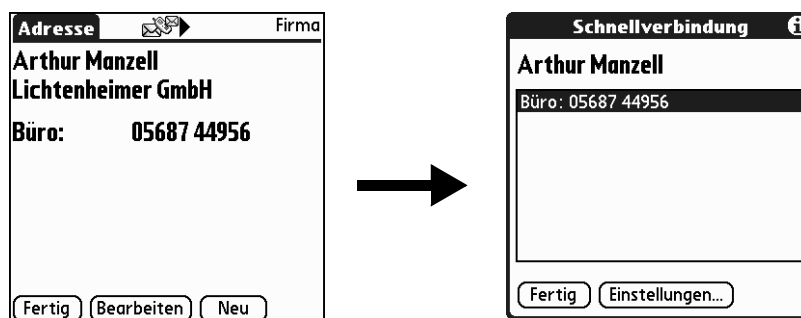 Adresse Firma
Arthur Manzell
Lichtenheimer GmbH
Büro: 05687 44956
Fertig Bearbeiten Neu
Schnellverbindung i
Arthur Manzell
Büro: 05687 44956
Fertig Einstellungen...